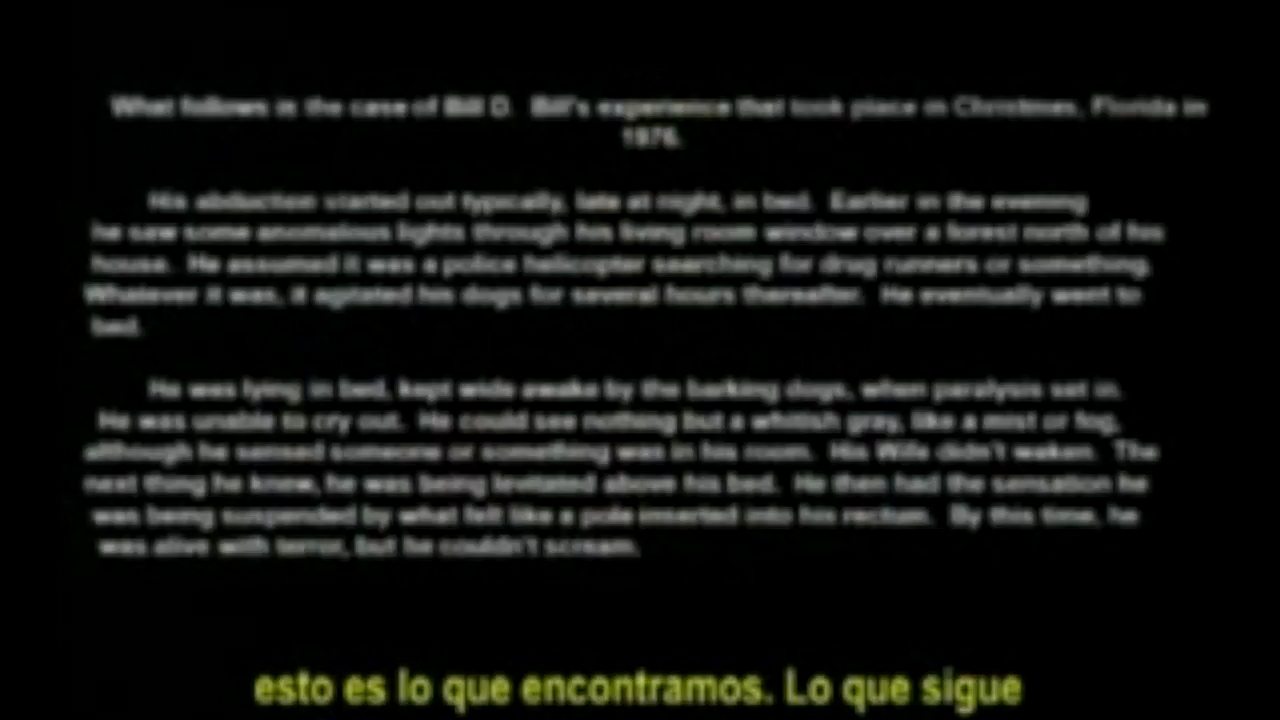 What follows is the case of Bill D. Bill's experience that took place in Christmas, Florida in
1976.
His abduction started out typically, late at night, in bed. Earlier in the evening
he saw some anomalous lights through his living room window over a forest north of his
house. He assumed it was a police helicopter searching for drug runners or something.
Whatever it was, it agitated his dogs for several hours thereafter. He eventually went to
bed.
He was lying in bed, kept wide awake by the barking dogs, when paralysis set in.
He was unable to cry out. He could see nothing but a whitish gray, like a mist or fog,
although he sensed someone or something was in his room. His Wife didn't waken. The
next thing he knew, he was being levitated above his bed. He then had the sensation he
was being suspended by what felt like a pole inserted into his rectum. By this time, he
was alive with terror, but he couldn't scream.
esto es lo que encontramos. Lo que sigue